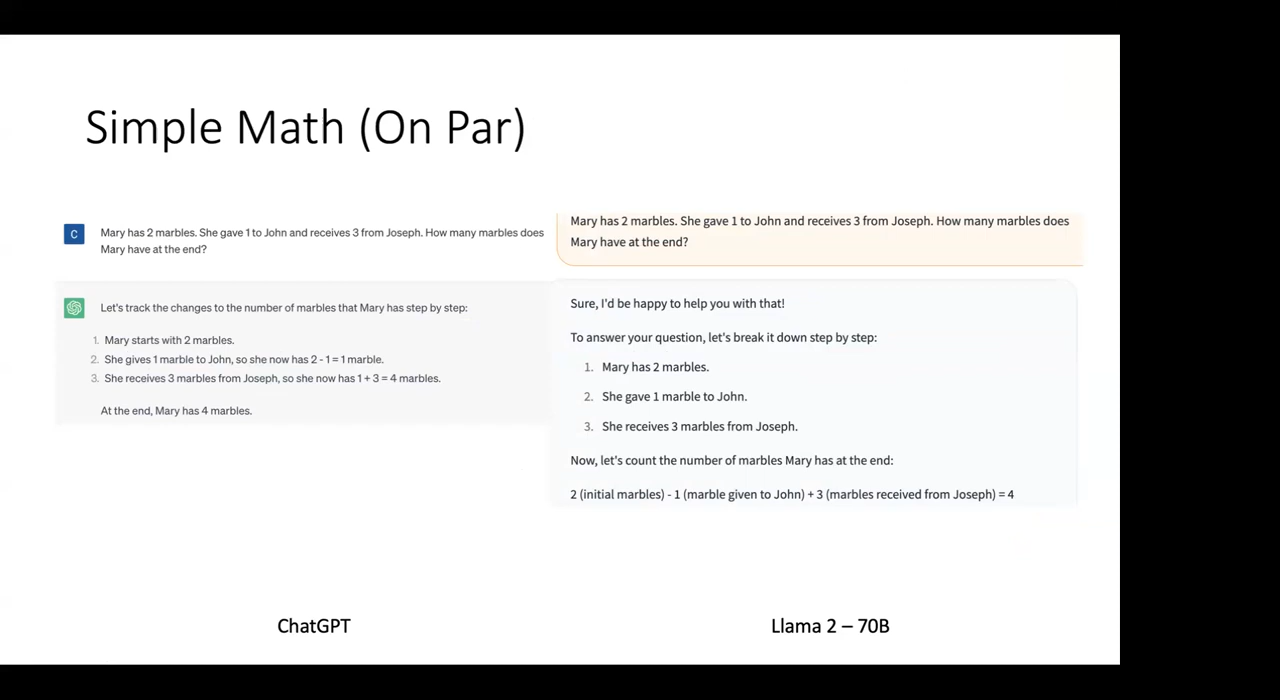 Simple Math (On Par)
C
Mary has 2 marbles. She gave 1 to John and receives 3 from Joseph. How many marbles does
Mary have at the end?
Let's track the changes to the number of marbles that Mary has step by step:
1. Mary starts with 2 marbles.
2. She gives 1 marble to John, so she now has 2 - 1 = 1 marble.
3. She receives 3 marbles from Joseph, so she now has 1 + 3 = 4 marbles.
At the end, Mary has 4 marbles.
ChatGPT
Mary has 2 marbles. She gave 1 to John and receives 3 from Joseph. How many marbles does
Mary have at the end?
Sure, I'd be happy to help you with that!
To answer your question, let's break it down step by step:
1. Mary has 2 marbles.
2. She gave 1 marble to John.
3. She receives 3 marbles from Joseph.
Now, let's count the number of marbles Mary has at the end:
2 (initial marbles) - 1 (marble given to John) + 3 (marbles received from Joseph) = 4
Llama 2 – 70B